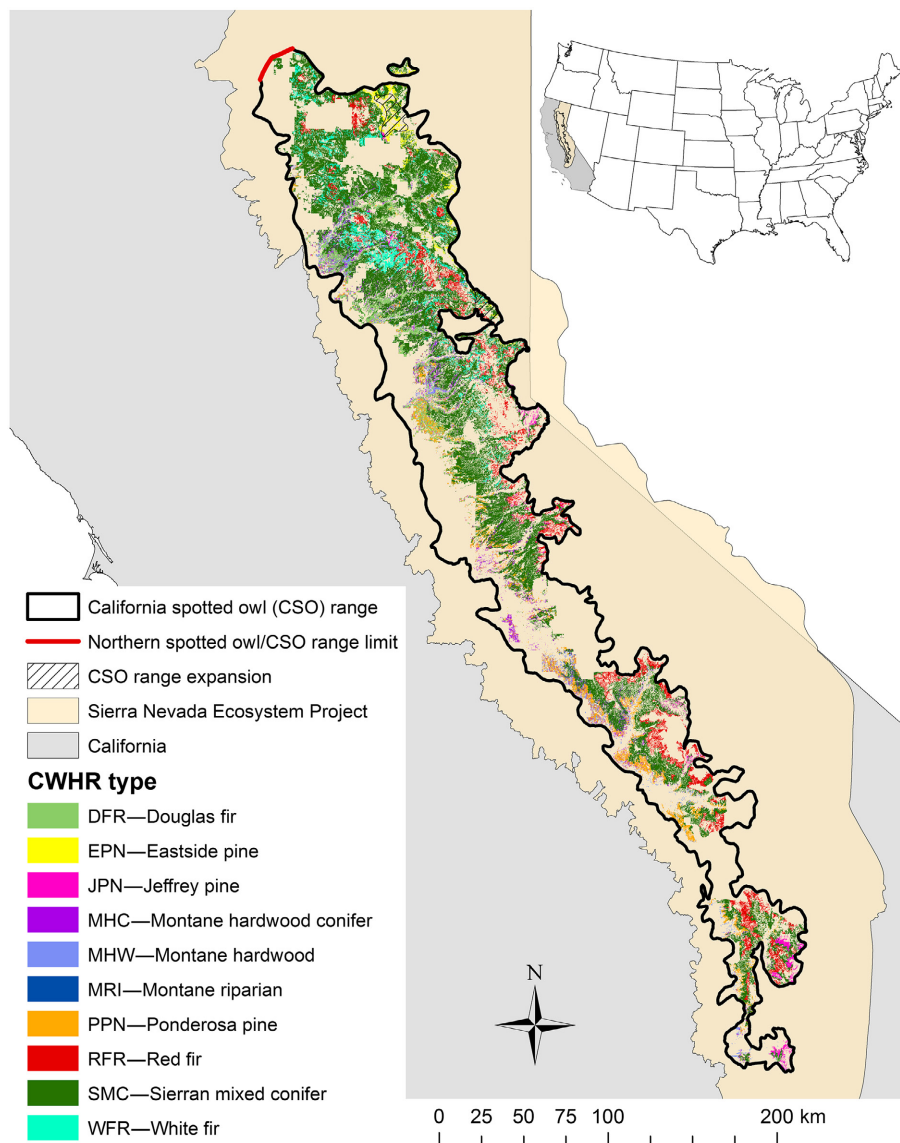 California spotted owl (CSO) range
Northern spotted owl/CSO range limit
CSO range expansion
Sierra Nevada Ecosystem Project
California
CWHR type
DFR—Douglas fir
EPN—Eastside pine
JPN—Jeffrey pine
MHC—Montane hardwood conifer
MHW—Montane hardwood
MRI—Montane riparian
PPN—Ponderosa pine
RFR—Red fir
SMC—Sierran mixed conifer
WFR—White fir
N
0 25 50 75 100 200 km